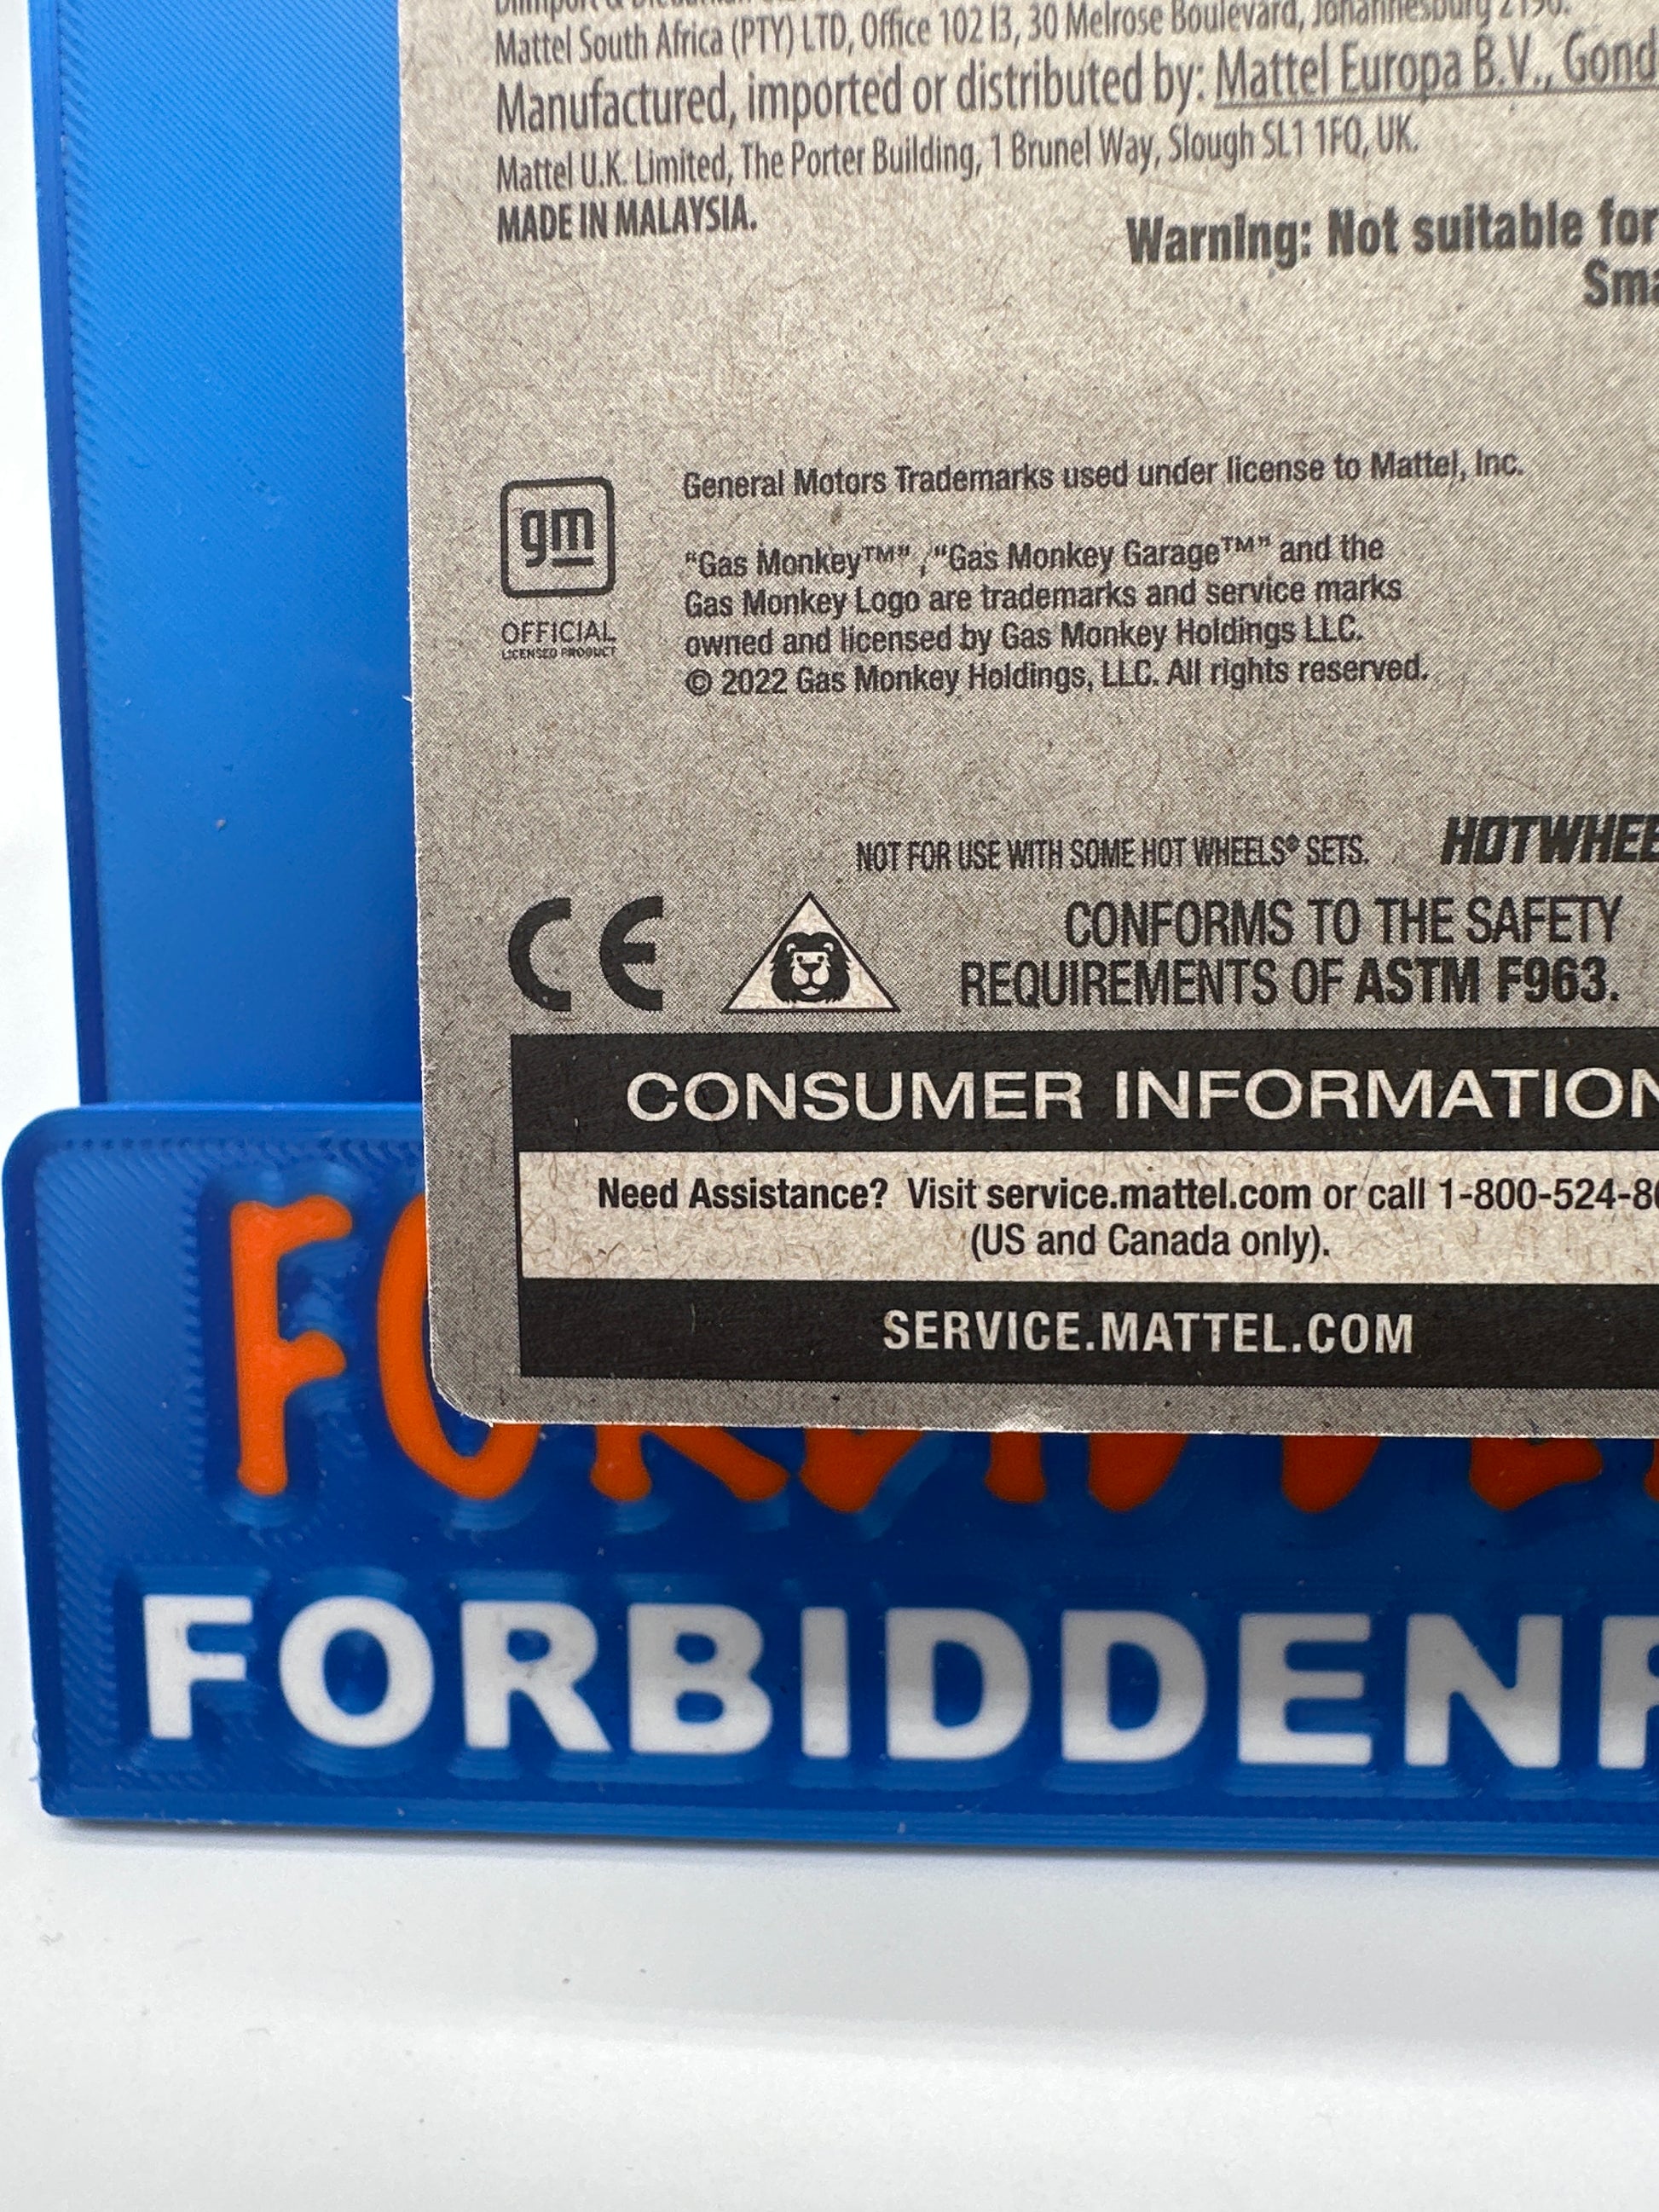 Mattel South Africa (PTY) LTD, Office 102 I3, 30 Melrose Boulevard, Johannesburg 2196.
Manufactured, imported or distributed by: Mattel Europa B.V., Gond
Mattel U.K. Limited, The Porter Building, 1 Brunel Way, Slough SL1 1FQ, UK.
MADE IN MALAYSIA.
Warning: Not suitable for
Sma
gm
OFFICIAL
LICENSED PRODUCT
General Motors Trademarks used under license to Mattel, Inc.
“Gas Monkey™”, “Gas Monkey Garage™” and the
Gas Monkey Logo are trademarks and service marks
owned and licensed by Gas Monkey Holdings LLC.
© 2022 Gas Monkey Holdings, LLC. All rights reserved.
NOT FOR USE WITH SOME HOT WHEELS® SETS.
HOTWHEE
CE
CONFORMS TO THE SAFETY
REQUIREMENTS OF ASTM F963.
CONSUMER INFORMATION
Need Assistance? Visit service.mattel.com or call 1-800-524-86
(US and Canada only).
SERVICE.MATTEL.COM
FORBIDDEN